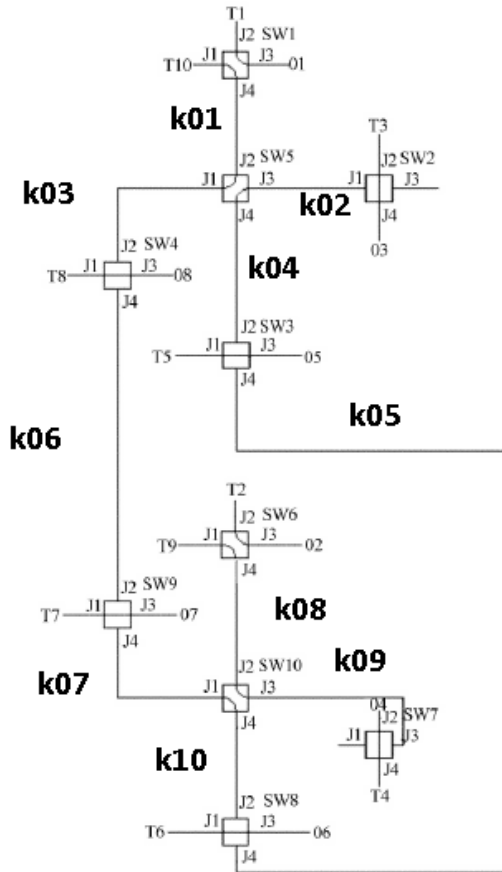 T1
J2 SW1
J1 J3
T10 01
J4
k01
T3
J2 SW5
J2 SW2
J1 J3
J1 J3
k03
k02
J4
J4
03
J2 SW4
k04
J1 J3
T8 08
J4
J2 SW3
J1 J3
T5 05
J4
k05
k06
T2
J2 SW6
J1 J3
T9 02
J4
J2 SW9
k08
J1 J3
T7 07
J4
k09
J2 SW10
k07
J1 J3
04
J4
J2 SW7
J1 J3
k10
J4
T4
J2 SW8
J1 J3
T6 06
J4